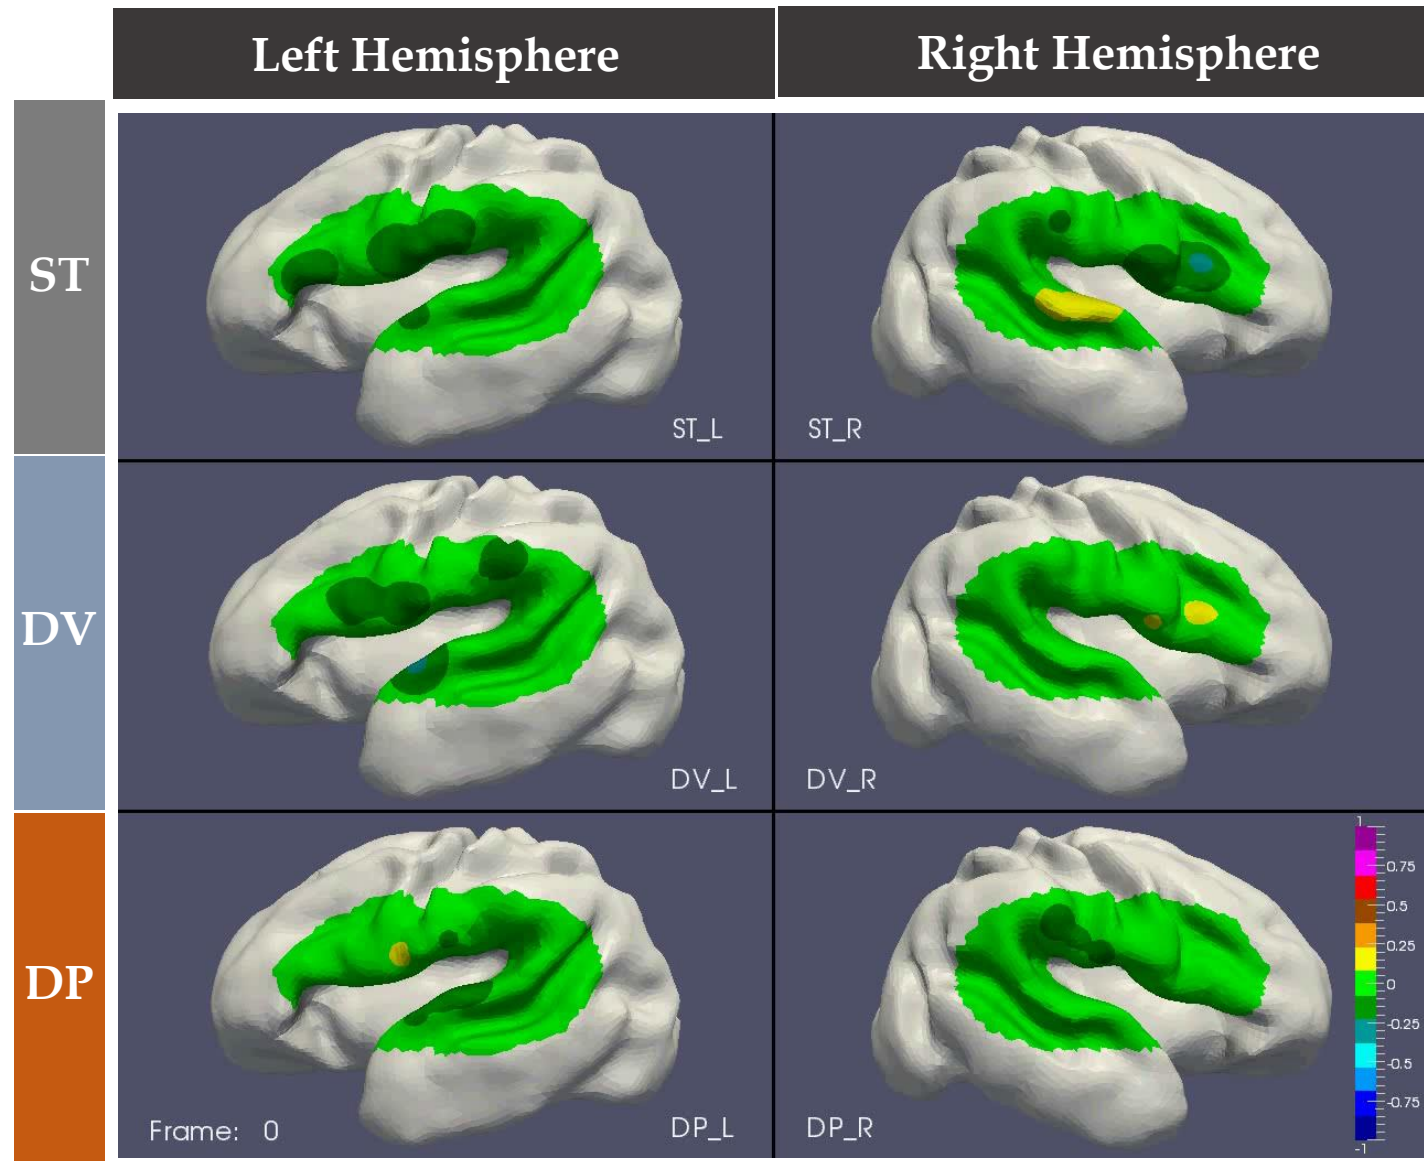 Left Hemisphere
Right Hemisphere
ST
ST_L
ST_R
DV
DV_L
DV_R
DP
Frame: 0
DP_L
DP_R
1
0.75
0.5
0.25
0
-0.25
-0.5
-0.75
-1